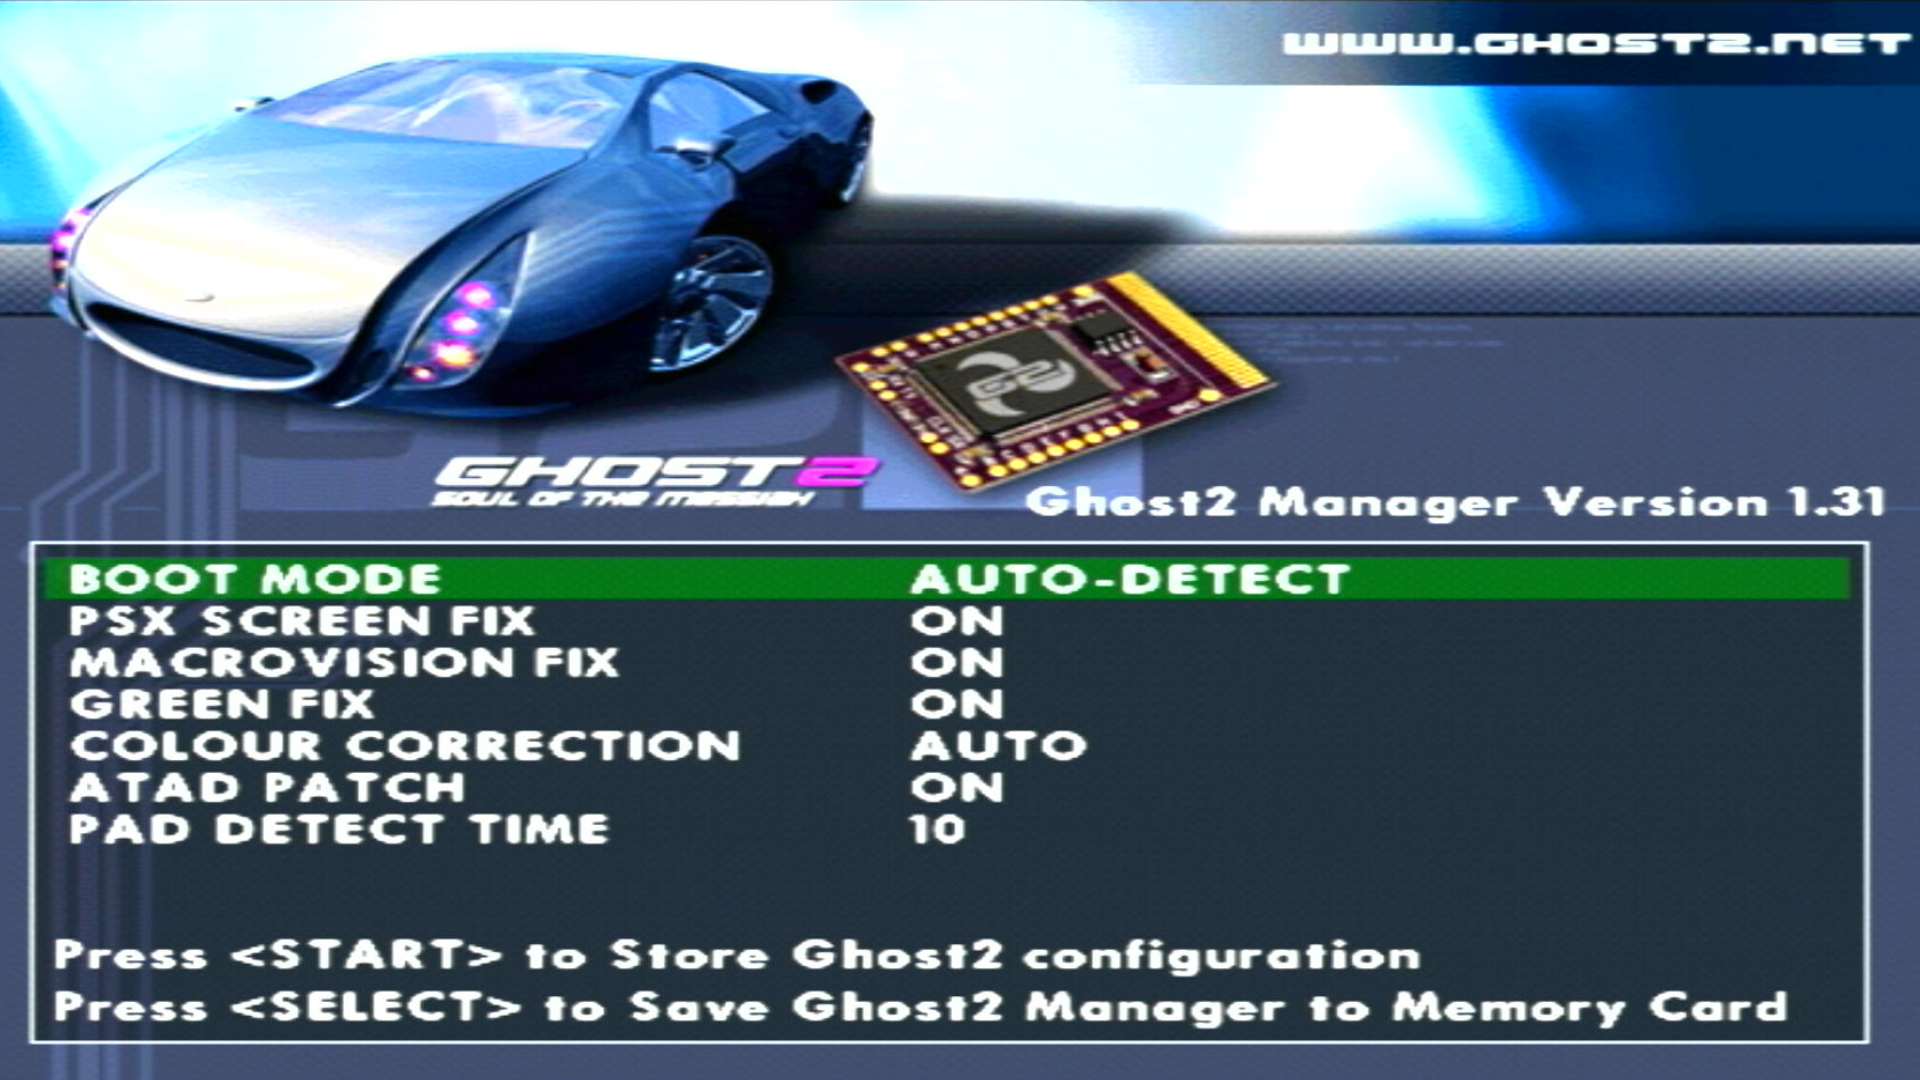 WWW.GHOST2.NET
GHOST2
SOUL OF THE MESSIAH
Ghost2 Manager Version 1.31
BOOT MODE AUTO-DETECT
PSX SCREEN FIX ON
MACROVISION FIX ON
GREEN FIX ON
COLOUR CORRECTION AUTO
ATAD PATCH ON
PAD DETECT TIME 10
Press <START> to Store Ghost2 configuration
Press <SELECT> to Save Ghost2 Manager to Memory Card